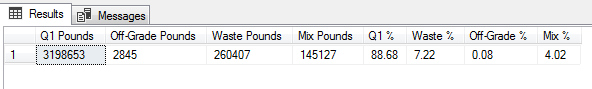 Results Messages
Q1 Pounds Off-Grade Pounds Waste Pounds Mix Pounds Q1 % Waste % Off-Grade % Mix %
1 3198653 2845 260407 145127 88.68 7.22 0.08 4.02